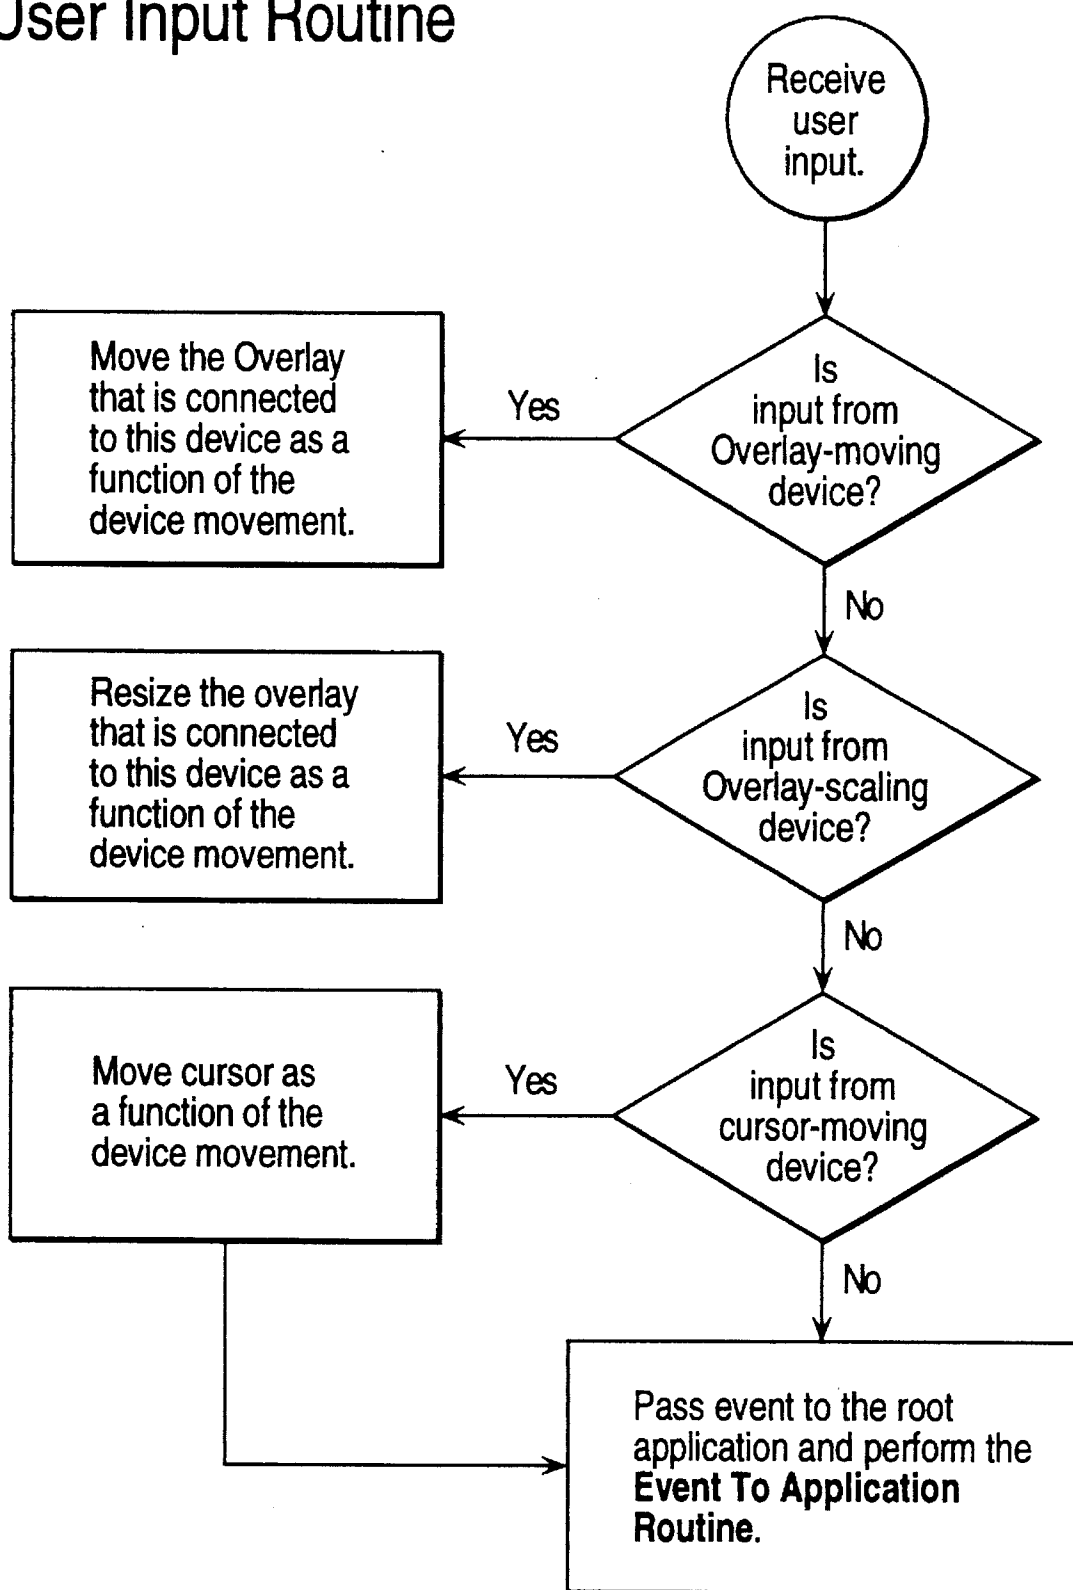 User Input Routine
Receive
user
input.
Is
input from
Overlay-moving
device?
Yes
Move the Overlay
that is connected
to this device as a
function of the
device movement.
No
Is
input from
Overlay-scaling
device?
Yes
Resize the overlay
that is connected
to this device as a
function of the
device movement.
No
Is
input from
cursor-moving
device?
Yes
Move cursor as
a function of the
device movement.
No
Pass event to the root
application and perform the
Event To Application
Routine.